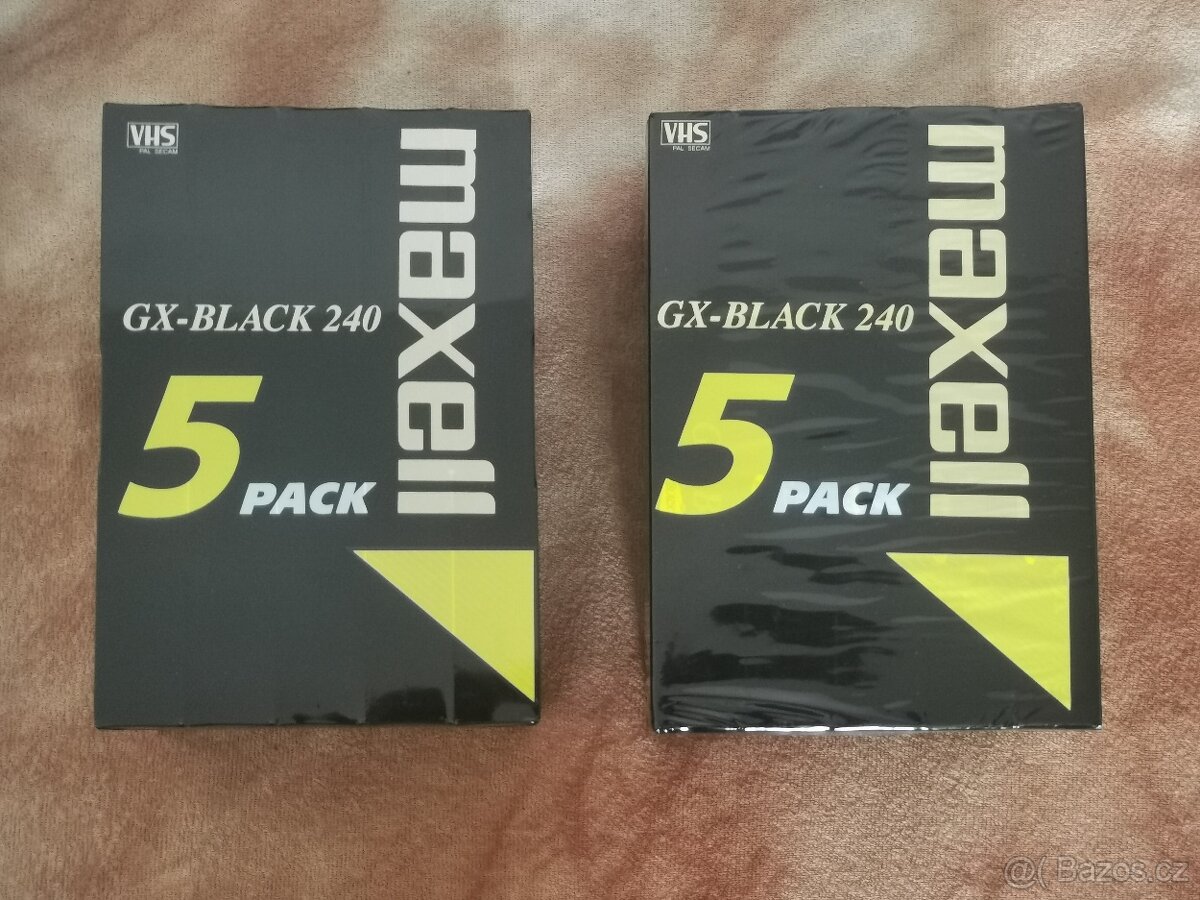 VHS
PAL SECAM
maxell
GX-BLACK 240
5 PACK
VHS
PAL SECAM
maxell
GX-BLACK 240
5 PACK
@( Bazos.cz